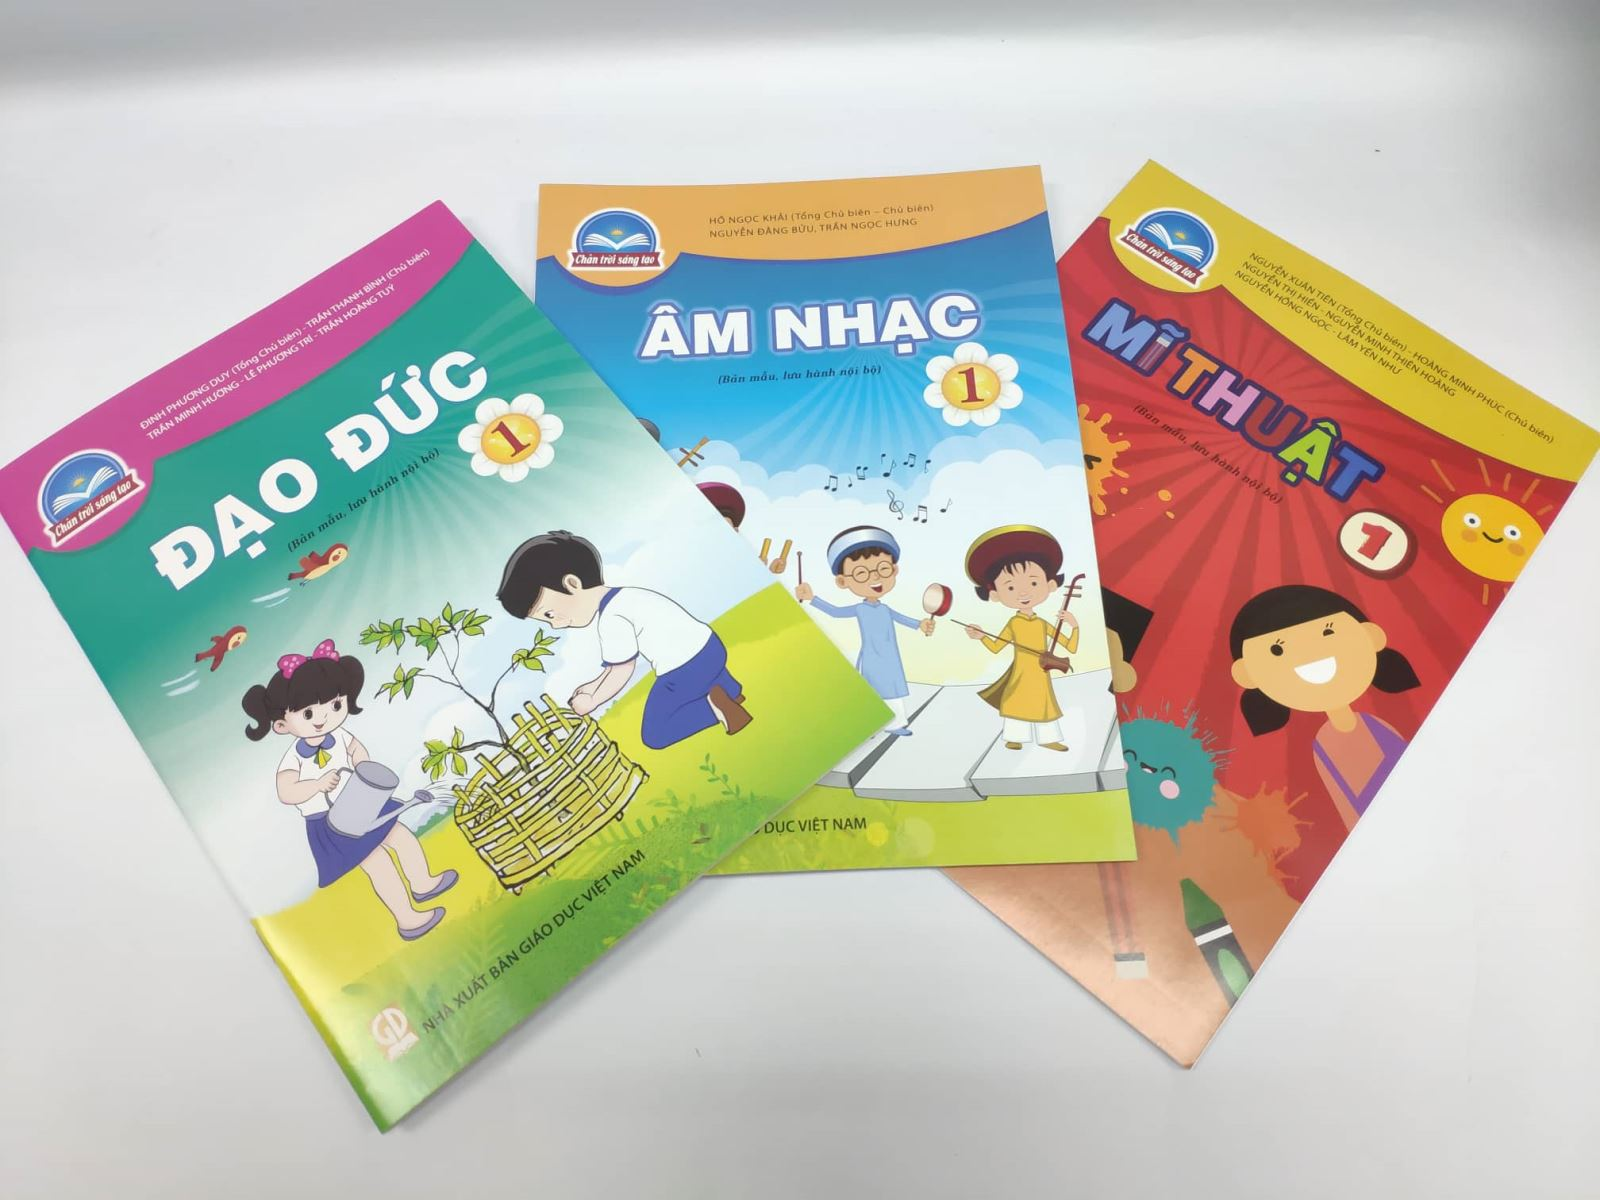 ĐINH PHƯƠNG DUY (Tổng Chủ biên) - TRẦN THANH BÌNH (Chủ biên)
TRẦN MINH HƯỜNG - LÊ PHƯƠNG TRÍ - TRẦN HOÀNG TUÝ
Chân trời sáng tạo
ĐẠO ĐỨC
1
(Bản mẫu, lưu hành nội bộ)
GD
NHÀ XUẤT BẢN GIÁO DỤC VIỆT NAM
HỒ NGỌC KHẢI (Tổng Chủ biên – Chủ biên)
NGUYỄN ĐĂNG BỬU, TRẦN NGỌC HƯNG
Chân trời sáng tạo
ÂM NHẠC
(Bản mẫu, lưu hành nội bộ)
1
DỤC VIỆT NAM
NGUYỄN XUÂN TIÊN (Tổng Chủ biên) - HOÀNG MINH PHÚC (Chủ biên)
NGUYỄN THỊ HIỀN - NGUYỄN MINH THIÊN HOÀNG
NGUYỄN HỒNG NGỌC - LÂM YẾN NHƯ
Chân trời sáng tạo
MĨ THUẬT
(Bản mẫu, lưu hành nội bộ)
1